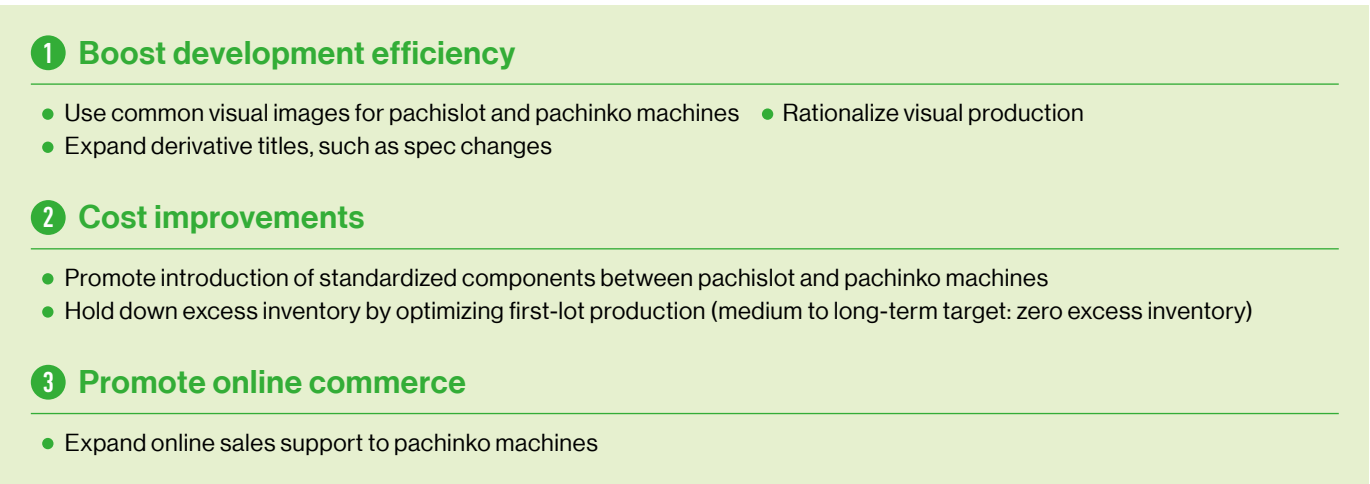 1 Boost development efficiency
● Use common visual images for pachislot and pachinko machines ● Rationalize visual production
● Expand derivative titles, such as spec changes
2 Cost improvements
● Promote introduction of standardized components between pachislot and pachinko machines
● Hold down excess inventory by optimizing first-lot production (medium to long-term target: zero excess inventory)
3 Promote online commerce
● Expand online sales support to pachinko machines